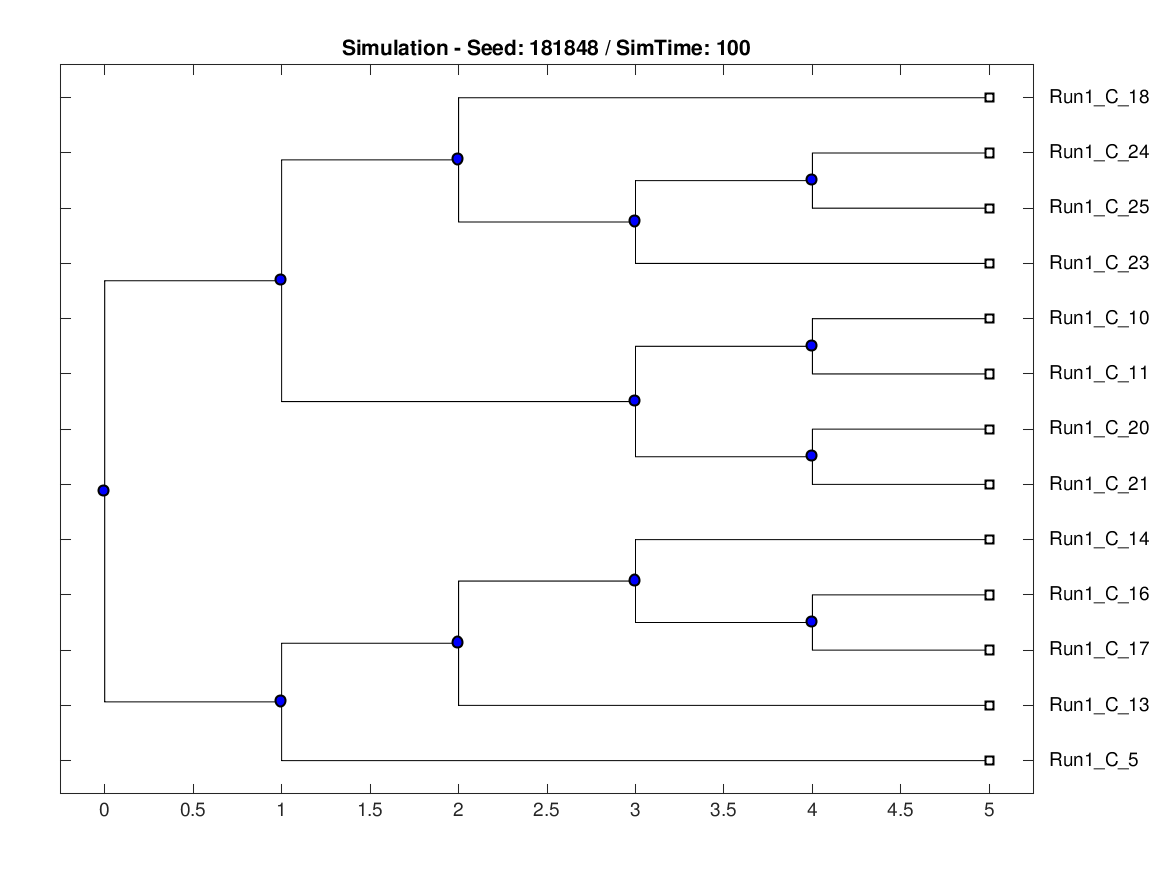 Simulation - Seed: 181848 / SimTime: 100
Run1_C_18
Run1_C_24
Run1_C_25
Run1_C_23
Run1_C_10
Run1_C_11
Run1_C_20
Run1_C_21
Run1_C_14
Run1_C_16
Run1_C_17
Run1_C_13
Run1_C_5
0 0.5 1 1.5 2 2.5 3 3.5 4 4.5 5